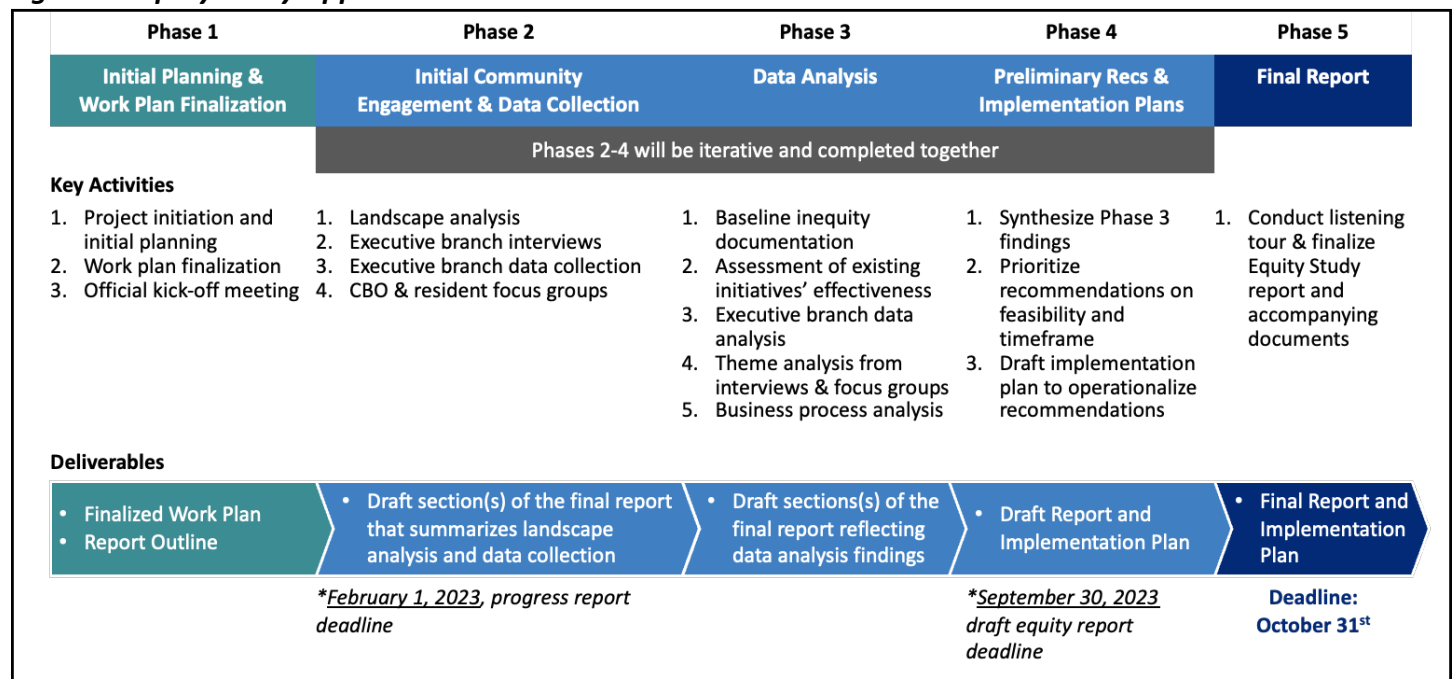 Phase 1
Phase 2
Phase 3
Phase 4
Phase 5
Initial Planning &
Work Plan Finalization
Initial Community
Engagement & Data Collection
Data Analysis
Preliminary Recs &
Implementation Plans
Final Report
Phases 2-4 will be iterative and completed together
Key Activities
1. Project initiation and
initial planning
2. Work plan finalization
3. Official kick-off meeting
1. Landscape analysis
2. Executive branch interviews
3. Executive branch data collection
4. CBO & resident focus groups
1. Baseline inequity
documentation
2. Assessment of existing
initiatives’ effectiveness
3. Executive branch data
analysis
4. Theme analysis from
interviews & focus groups
5. Business process analysis
1. Synthesize Phase 3
findings
2. Prioritize
recommendations on
feasibility and
timeframe
3. Draft implementation
plan to operationalize
recommendations
1. Conduct listening
tour & finalize
Equity Study
report and
accompanying
documents
Deliverables
• Finalized Work Plan
• Report Outline
• Draft section(s) of the final report
that summarizes landscape
analysis and data collection
• Draft sections(s) of the
final report reflecting
data analysis findings
• Draft Report and
Implementation Plan
• Final Report and
Implementation
Plan
*February 1, 2023, progress report
deadline
*September 30, 2023
draft equity report
deadline
Deadline:
October 31st